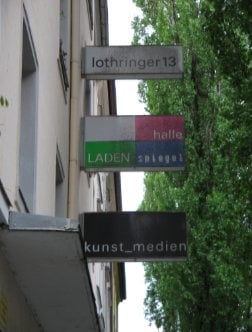 lothringer13
halle
LADEN spiegel
kunst_medien